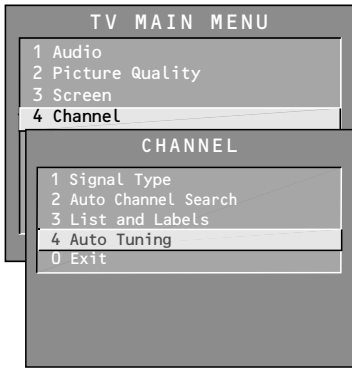 TV MAIN MENU
1 Audio
2 Picture Quality
3 Screen
4 Channel
CHANNEL
1 Signal Type
2 Auto Channel Search
3 List and Labels
4 Auto Tuning
0 Exit